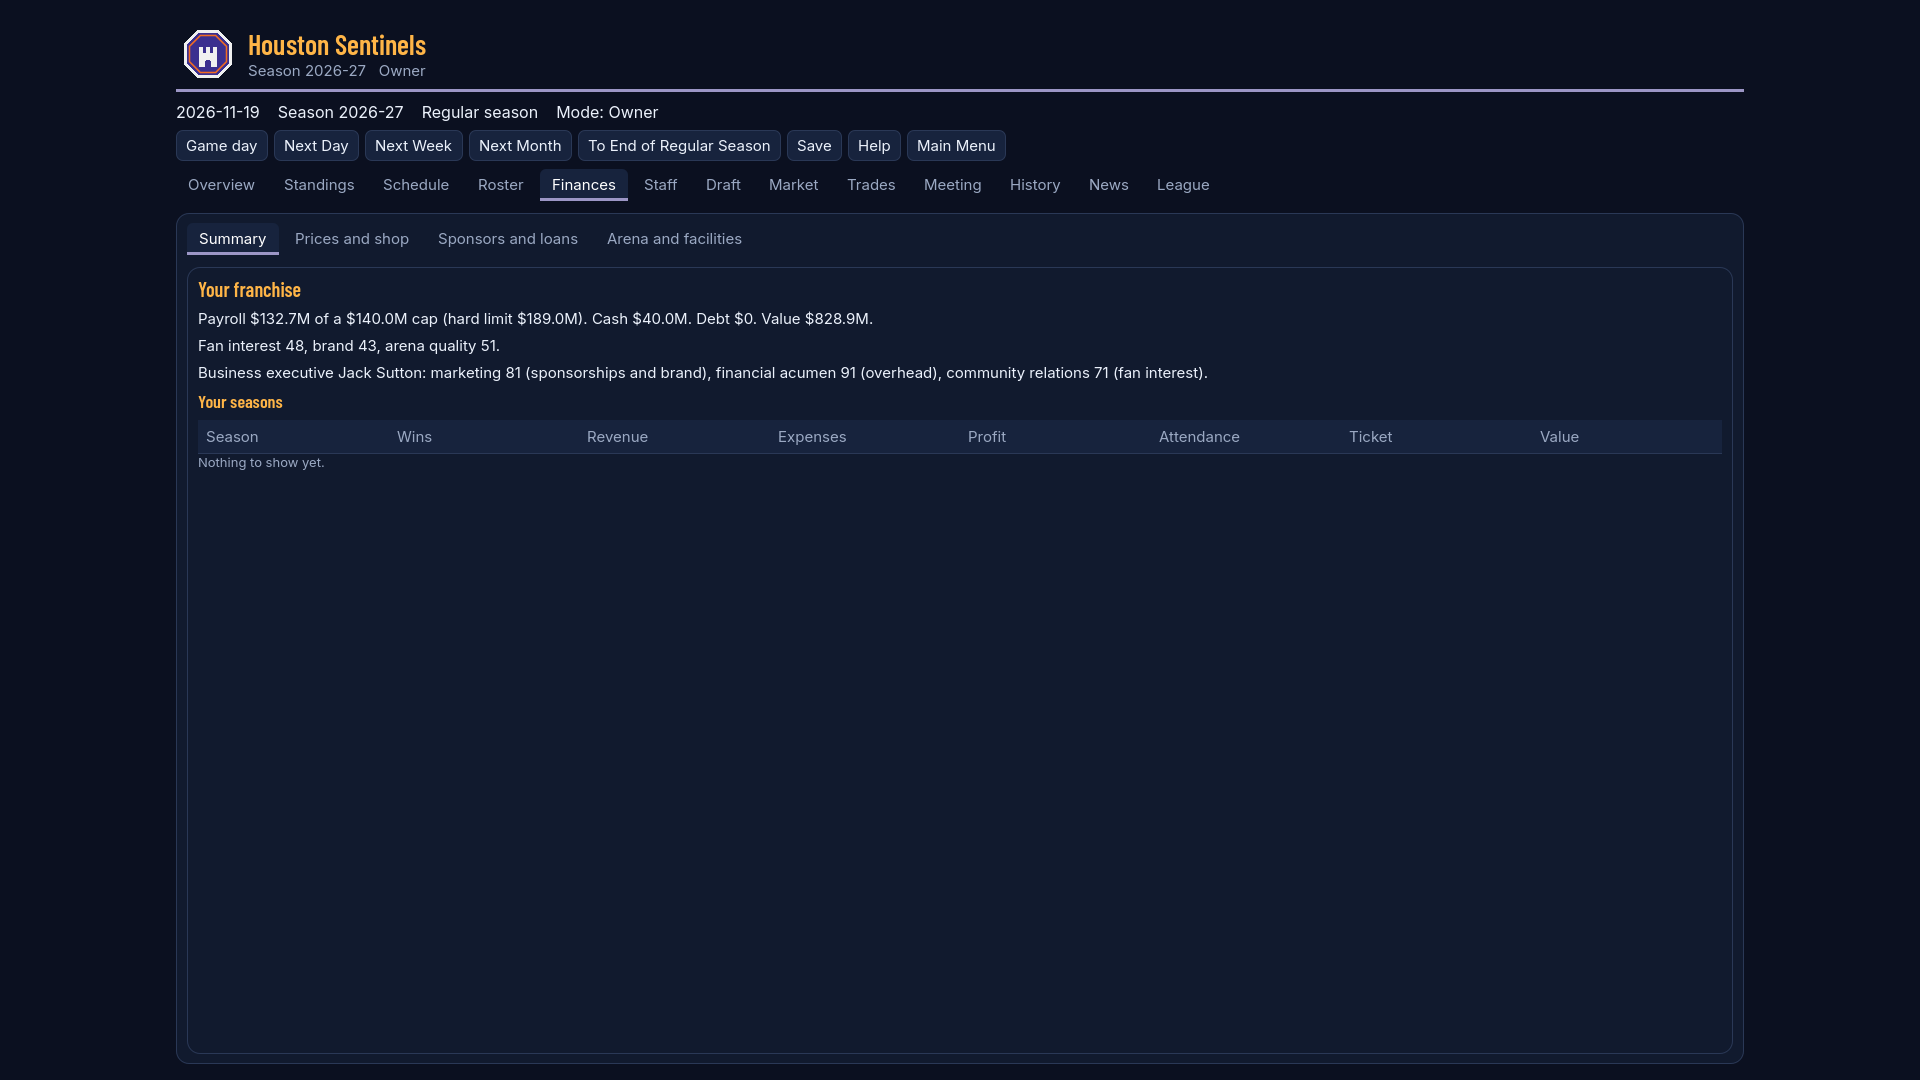 Houston Sentinels
Season 2026-27 Owner
2026-11-19 Season 2026-27 Regular season Mode: Owner
Game day Next Day Next Week Next Month To End of Regular Season Save Help Main Menu
Overview Standings Schedule Roster Finances Staff Draft Market Trades Meeting History News League
Summary Prices and shop Sponsors and loans Arena and facilities
Your franchise
Payroll $132.7M of a $140.0M cap (hard limit $189.0M). Cash $40.0M. Debt $0. Value $828.9M.
Fan interest 48, brand 43, arena quality 51.
Business executive Jack Sutton: marketing 81 (sponsorships and brand), financial acumen 91 (overhead), community relations 71 (fan interest).
Your seasons
Season Wins Revenue Expenses Profit Attendance Ticket Value
Nothing to show yet.